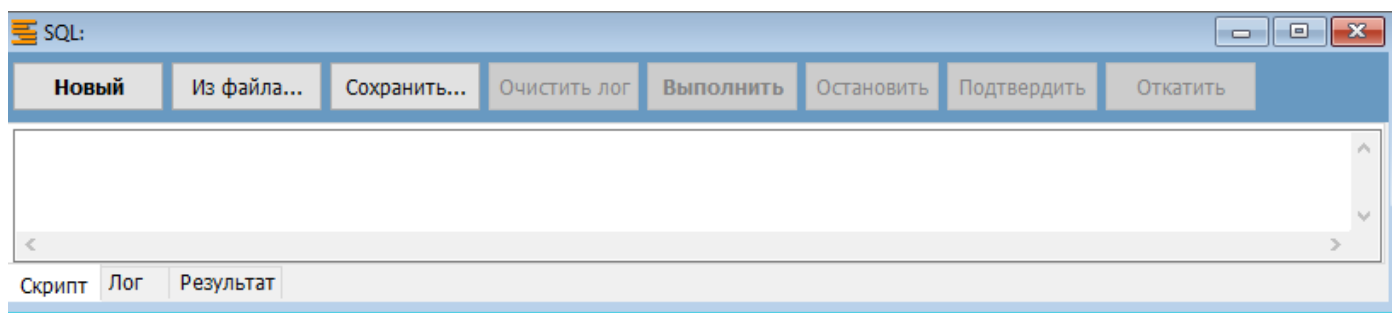 SQL:
Новый Из файла... Сохранить... Очистить лог Выполнить Остановить Подтвердить Откатить
Скрипт Лог Результат